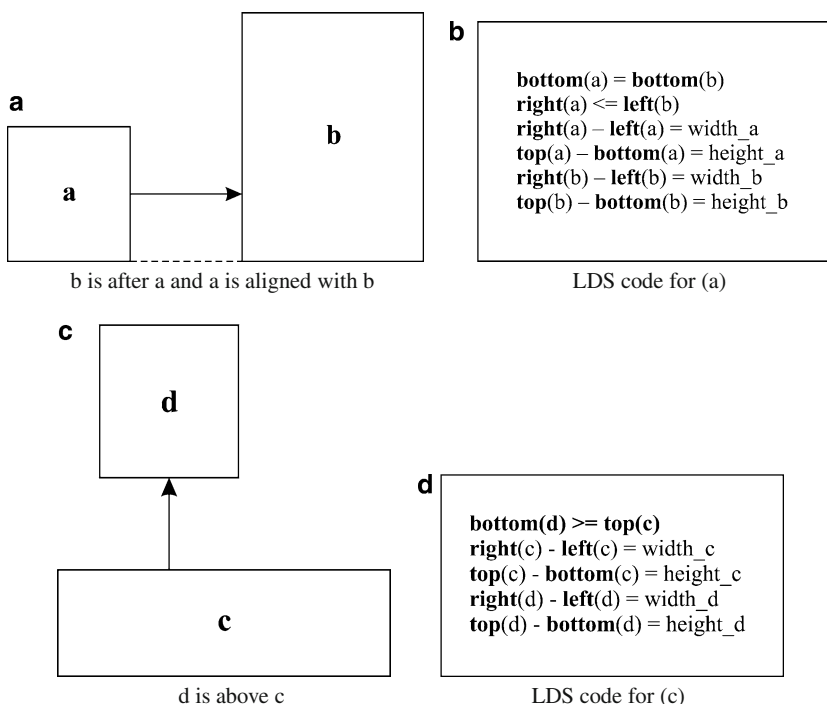 a
a
b
b is after a and a is aligned with b
b
bottom(a) = bottom(b)
right(a) <= left(b)
right(a) – left(a) = width_a
top(a) – bottom(a) = height_a
right(b) – left(b) = width_b
top(b) – bottom(b) = height_b
LDS code for (a)
c
d
c
d is above c
d
bottom(d) >= top(c)
right(c) - left(c) = width_c
top(c) - bottom(c) = height_c
right(d) - left(d) = width_d
top(d) - bottom(d) = height_d
LDS code for (c)